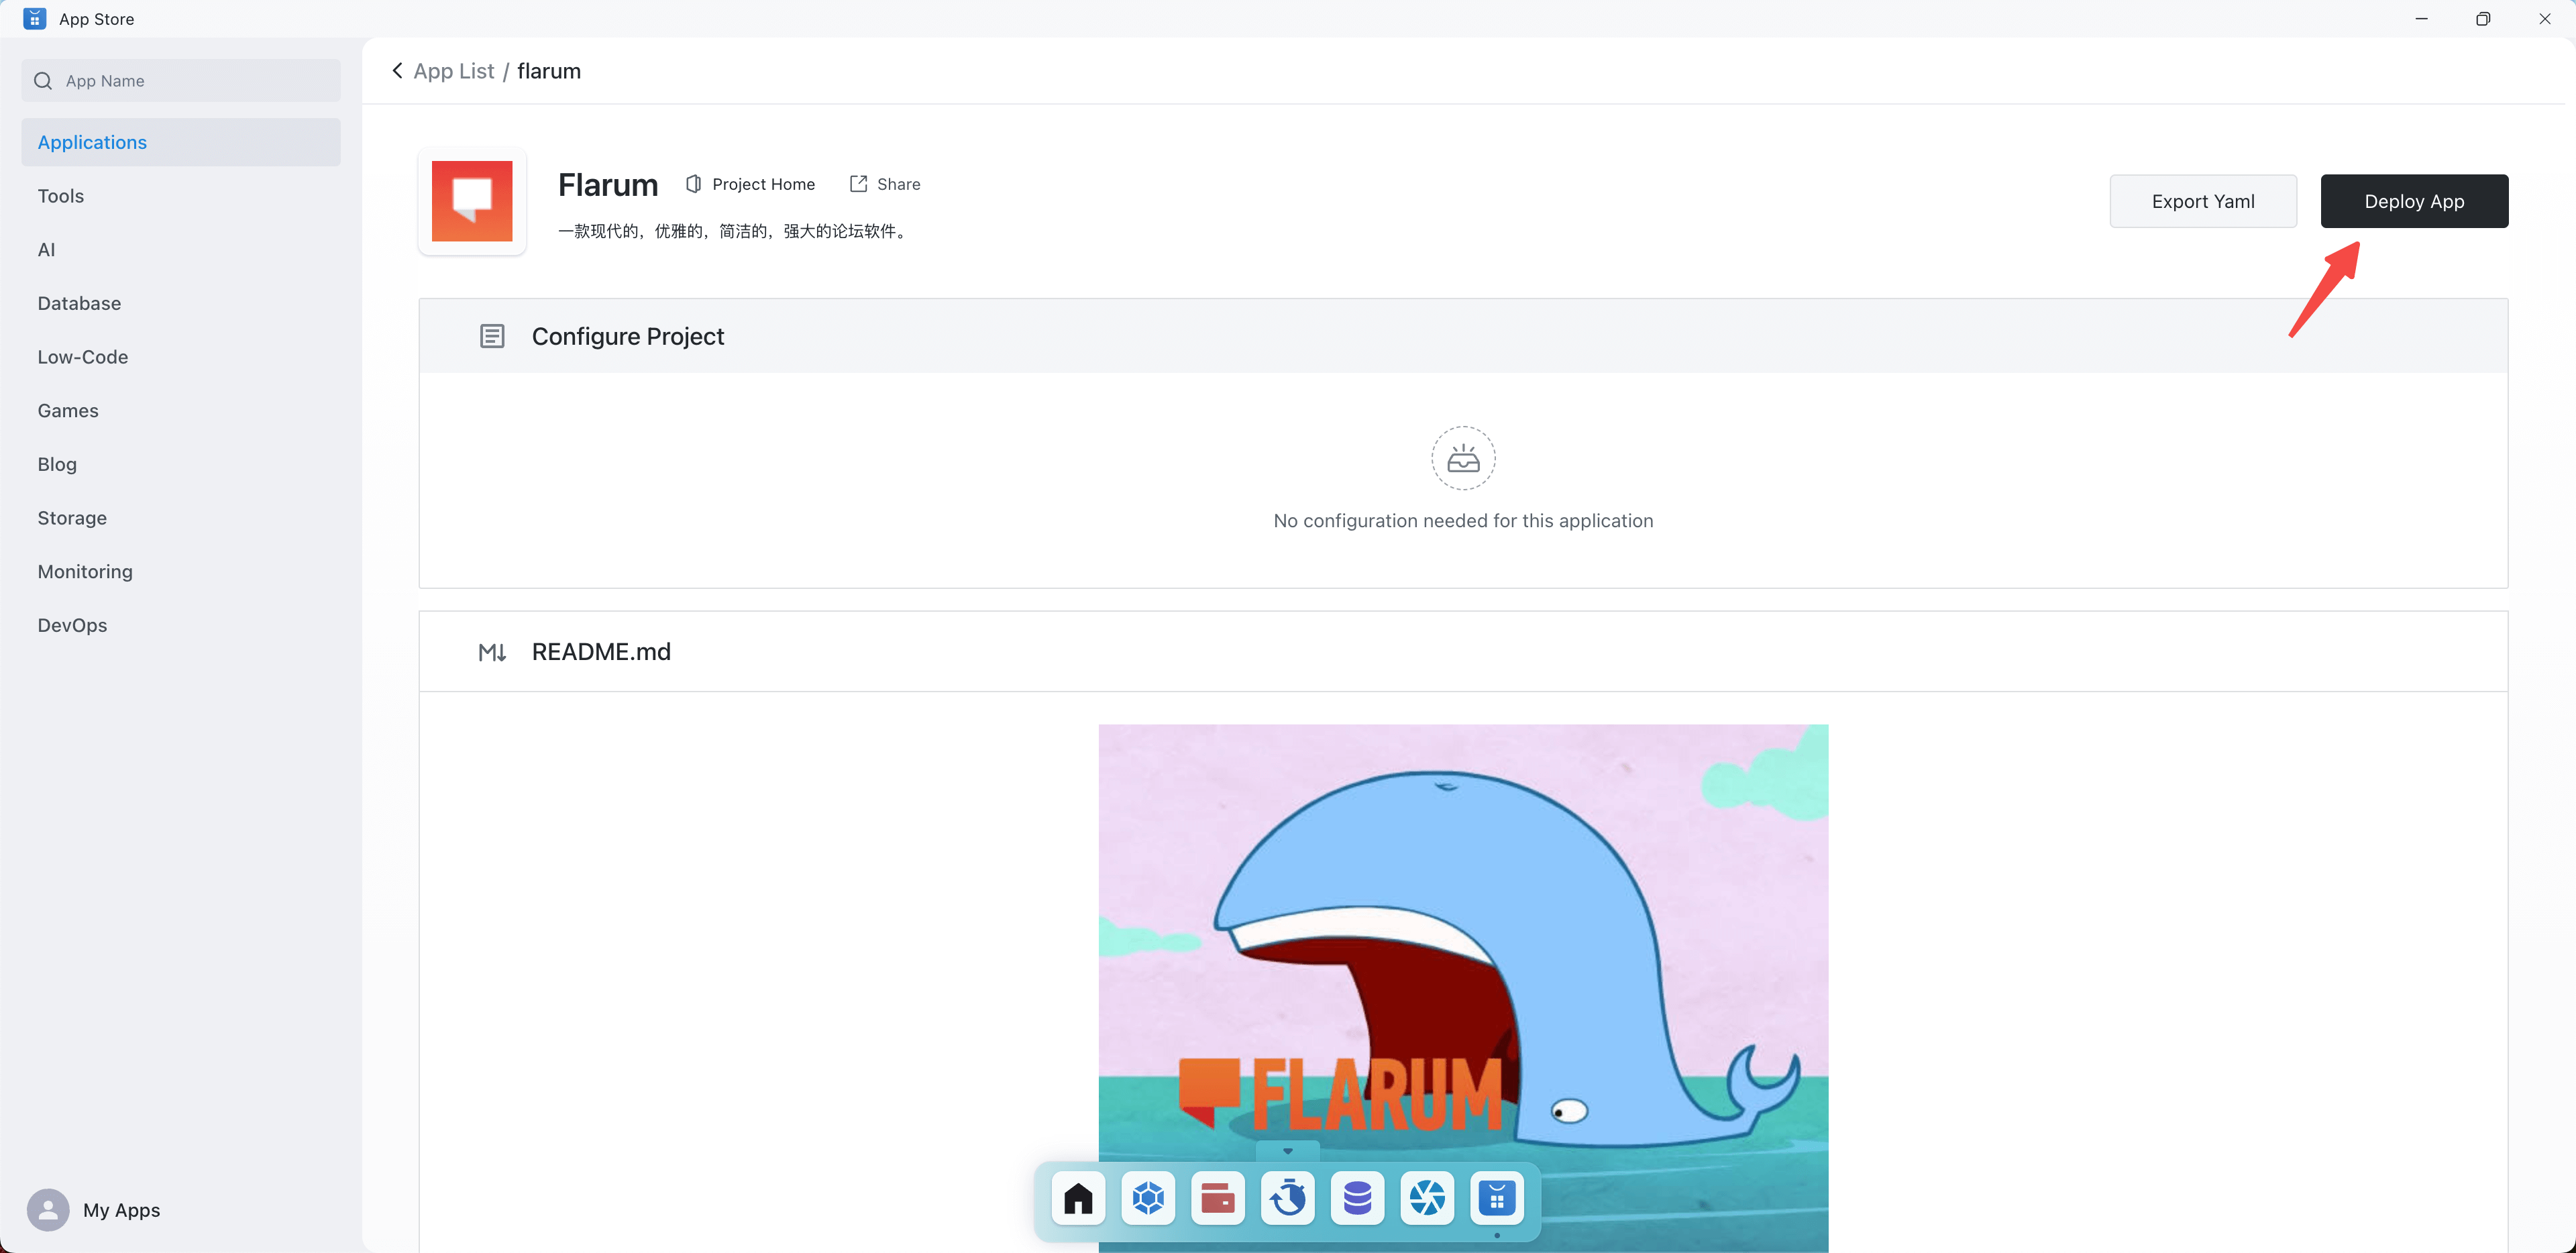 App Store
App Name
Applications
Tools
AI
Database
Low-Code
Games
Blog
Storage
Monitoring
DevOps
My Apps
App List / flarum
Flarum
Project Home
Share
一款现代的，优雅的，简洁的，强大的论坛软件。
Export Yaml
Deploy App
Configure Project
No configuration needed for this application
README.md
FLARUM